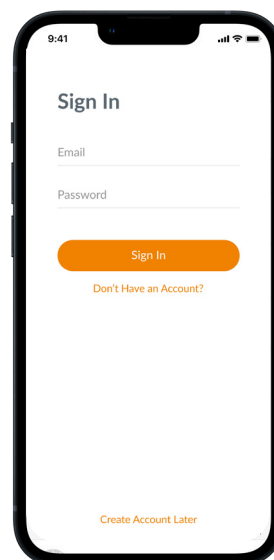 9:41
Sign In
Email
Password
Sign In
Don't Have an Account?
Create Account Later